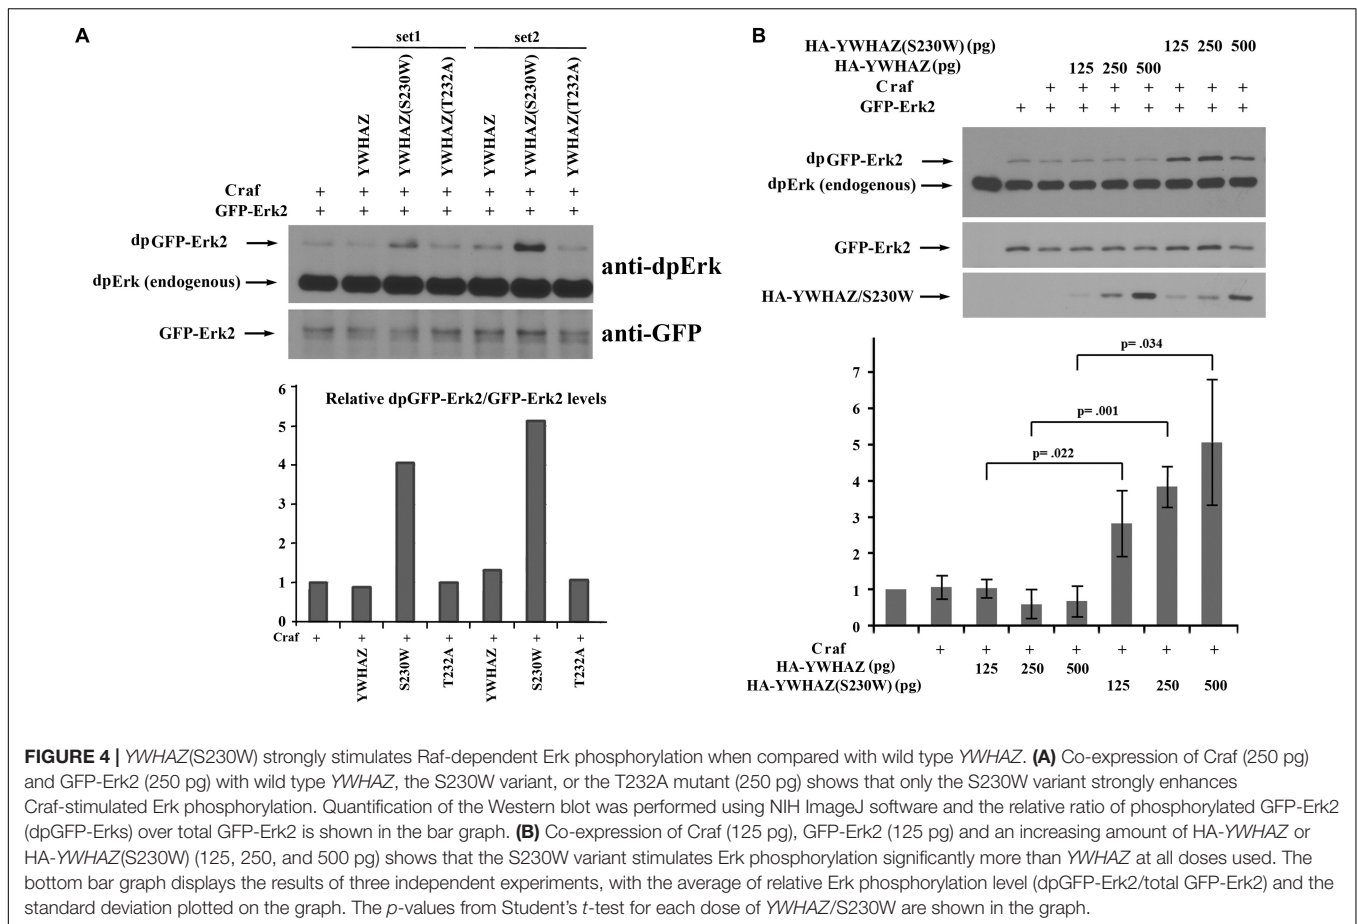 A
set1 set2
YWHAZ YWHAZ(S230W) YWHAZ(T232A) YWHAZ YWHAZ(S230W) YWHAZ(T232A)
Craf + + + + + + +
GFP-Erk2 + + + + + + +
dpGFP-Erk2
dpErk (endogenous)
anti-dpErk
GFP-Erk2
anti-GFP
Relative dpGFP-Erk2/GFP-Erk2 levels
6
5
4
3
2
1
0
Craf + + + + + + +
YWHAZ S230W T232A YWHAZ S230W T232A
B
HA-YWHAZ(S230W) (pg) 125 250 500
HA-YWHAZ(pg) 125 250 500
Craf + + + + + + +
GFP-Erk2 + + + + + + + +
dpGFP-Erk2
dpErk (endogenous)
GFP-Erk2
HA-YWHAZ/S230W
p= .034
p= .001
p= .022
7
6
5
4
3
2
1
0
Craf + + + + + + +
HA-YWHAZ (pg) 125 250 500
HA-YWHAZ(S230W) (pg) 125 250 500
FIGURE 4 | YWHAZ(S230W) strongly stimulates Raf-dependent Erk phosphorylation when compared with wild type YWHAZ. (A) Co-expression of Craf (250 pg)
and GFP-Erk2 (250 pg) with wild type YWHAZ, the S230W variant, or the T232A mutant (250 pg) shows that only the S230W variant strongly enhances
Craf-stimulated Erk phosphorylation. Quantification of the Western blot was performed using NIH ImageJ software and the relative ratio of phosphorylated GFP-Erk2
(dpGFP-Erks) over total GFP-Erk2 is shown in the bar graph. (B) Co-expression of Craf (125 pg), GFP-Erk2 (125 pg) and an increasing amount of HA-YWHAZ or
HA-YWHAZ(S230W) (125, 250, and 500 pg) shows that the S230W variant stimulates Erk phosphorylation significantly more than YWHAZ at all doses used. The
bottom bar graph displays the results of three independent experiments, with the average of relative Erk phosphorylation level (dpGFP-Erk2/total GFP-Erk2) and the
standard deviation plotted on the graph. The p-values from Student's t-test for each dose of YWHAZ/S230W are shown in the graph.